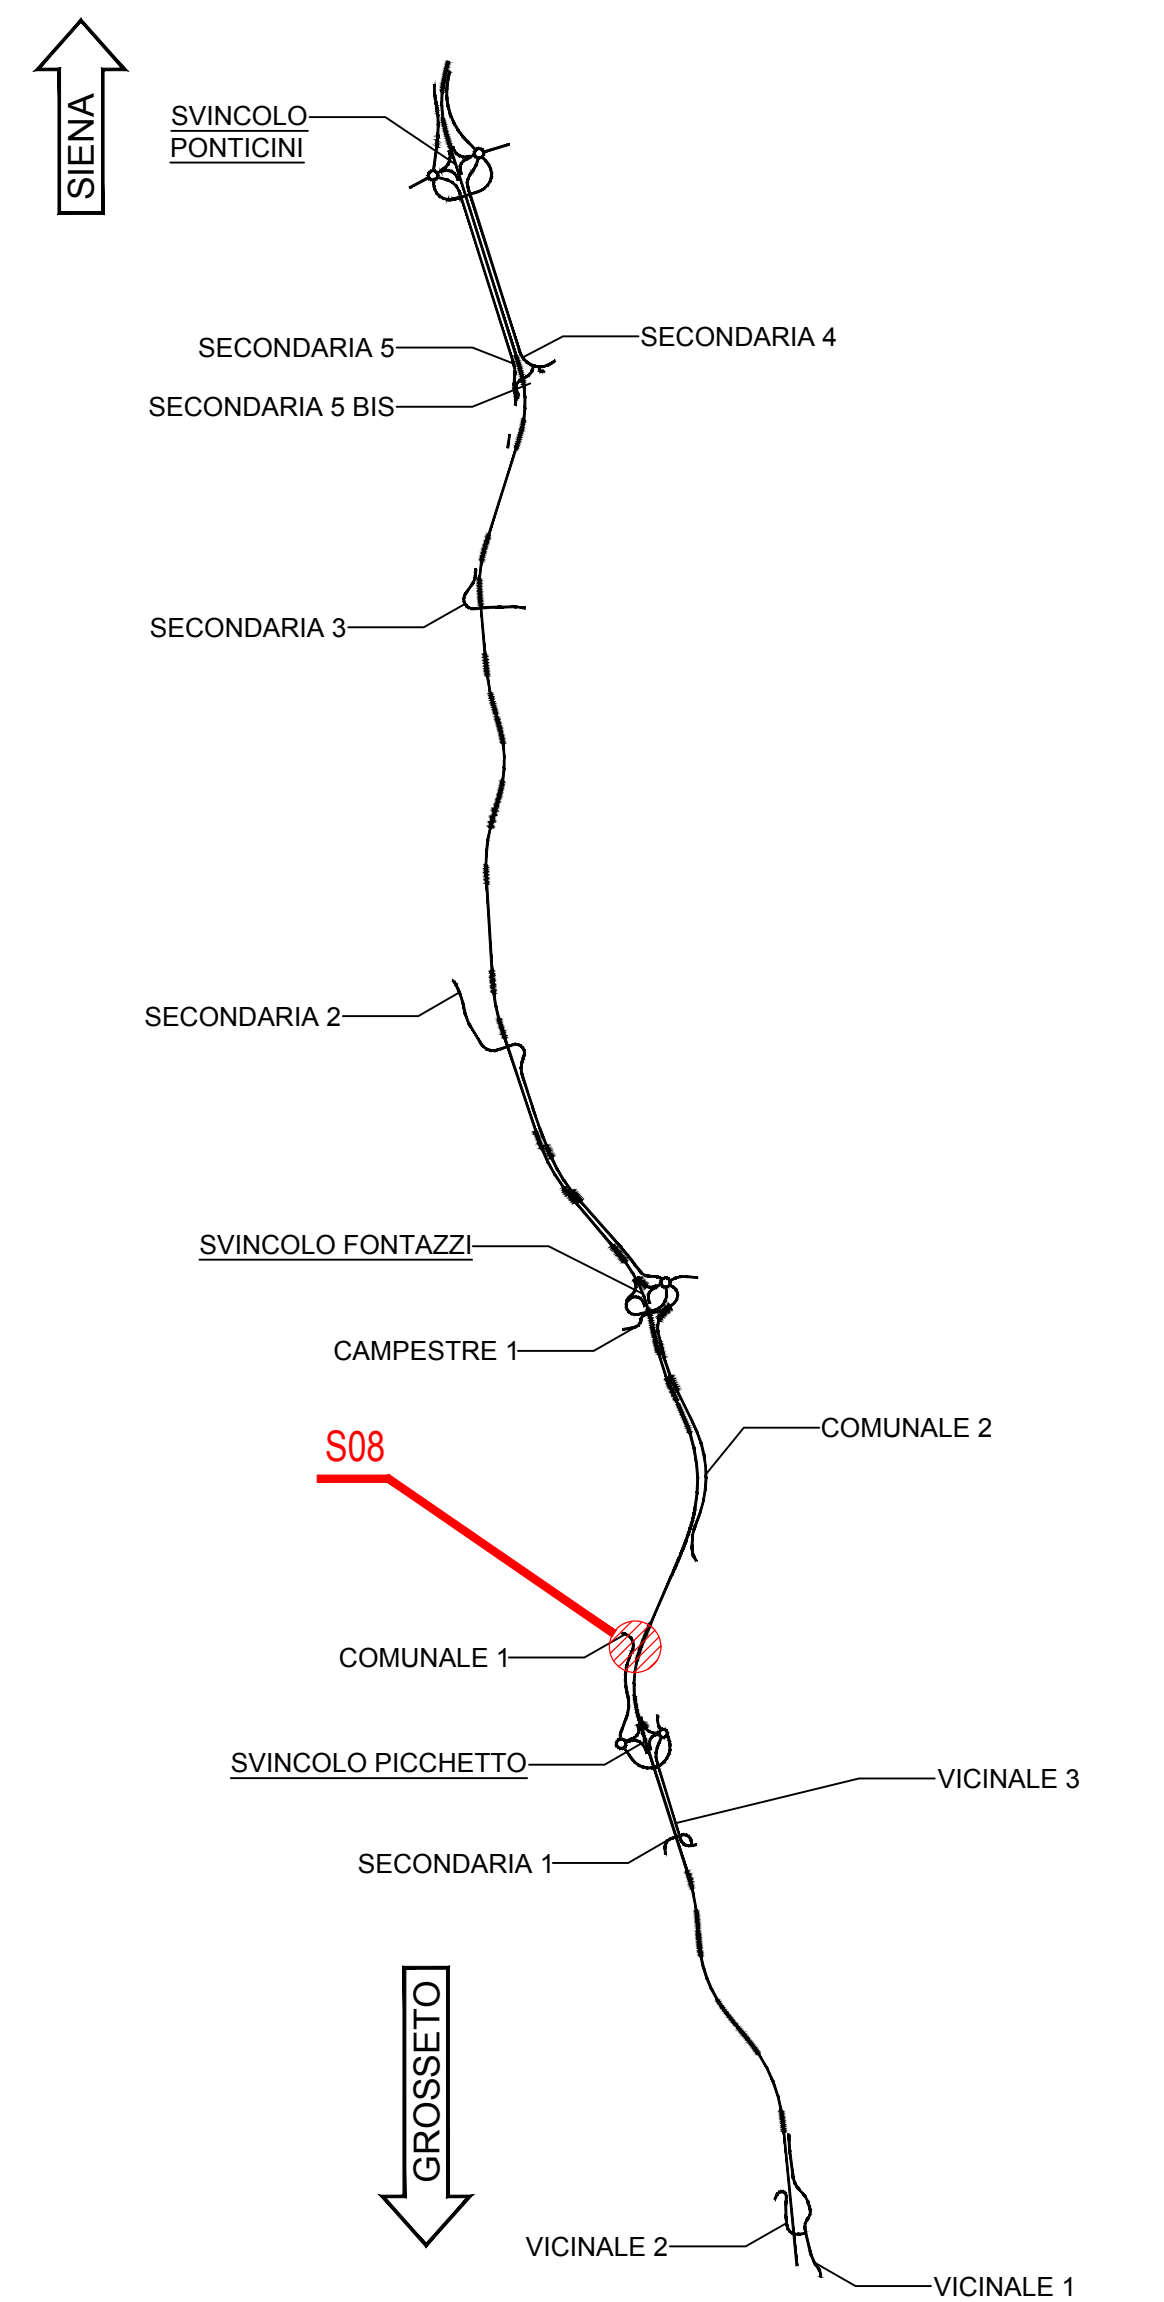 SIENA
SVINCOLO
PONTICINI
SECONDARIA 4
SECONDARIA 5
SECONDARIA 5 BIS
SECONDARIA 3
SECONDARIA 2
SVINCOLO FONTAZZI
CAMPESTRE 1
COMUNALE 2
S08
COMUNALE 1
SVINCOLO PICCHETTO
VICINALE 3
SECONDARIA 1
GROSSETO
VICINALE 2
VICINALE 1